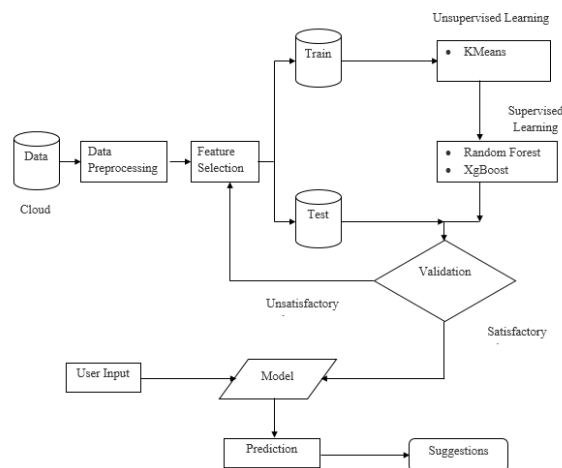 Unsupervised Learning
Train
KMeans
Supervised
Learning
Data
Data
Preprocessing
Feature
Selection
Random Forest
XgBoost
Cloud
Test
Validation
Unsatisfactory
Satisfactory
User Input
Model
Prediction
Suggestions